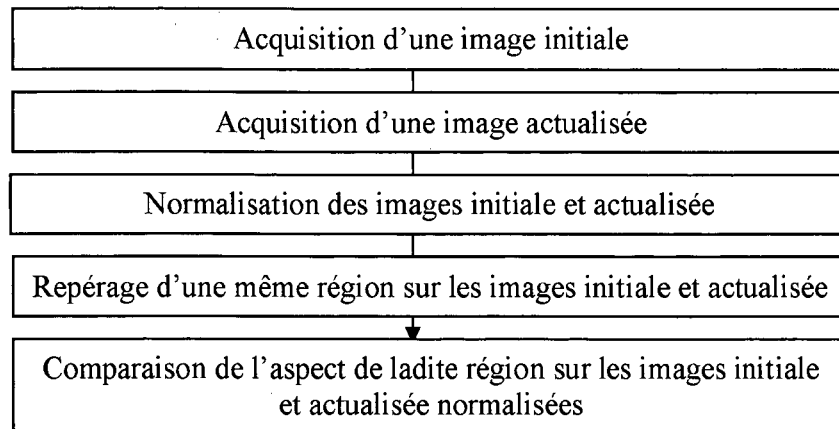 Acquisition d'une image initiale
Acquisition d'une image actualisée
Normalisation des images initiale et actualisée
Repérage d'une même région sur les images initiale et actualisée
Comparaison de l'aspect de ladite région sur les images initiale
et actualisée normalisées